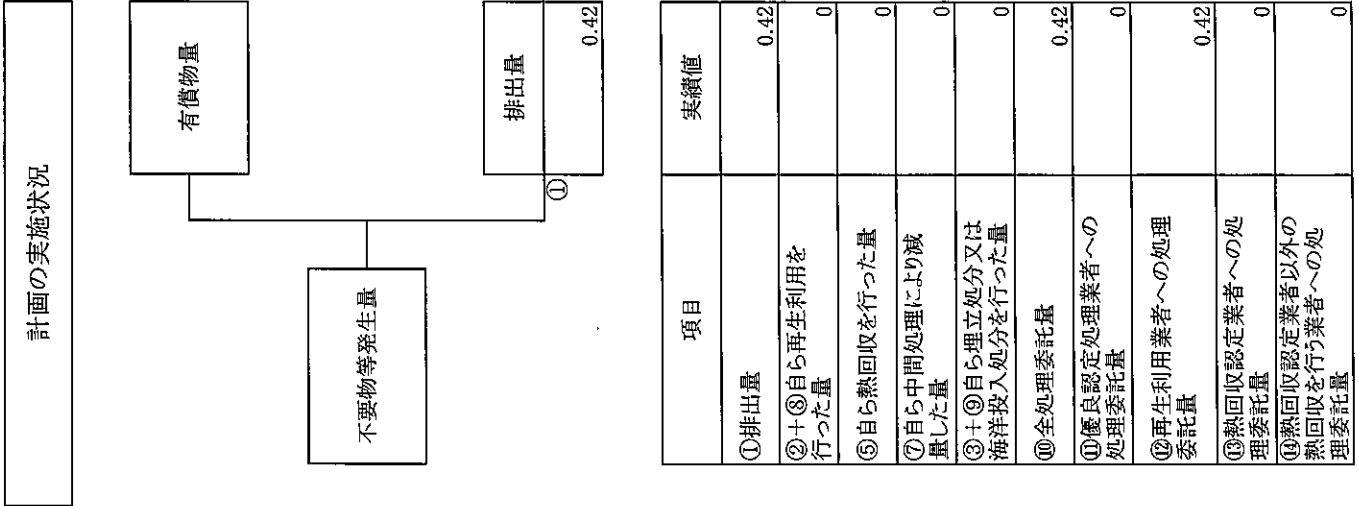 計画の実施状況
有償物量
不要物等発生量
排出量
①
0.42
項目 実績値
①排出量 0.42
②+⑧自ら再生利用を
行った量 0
⑤自ら熱回収を行った量 0
⑦自ら中間処理により減
量した量 0
③+⑨自ら埋立処分又は
海洋投入処分を行った量 0
⑩全処理委託量 0.42
⑪優良認定処理業者への
処理委託量 0
⑫再生利用業者への処理
委託量 0.42
⑬熱回収認定業者への処
理委託量 0
⑭熱回収認定業者以外の
熱回収を行う業者への処
理委託量 0